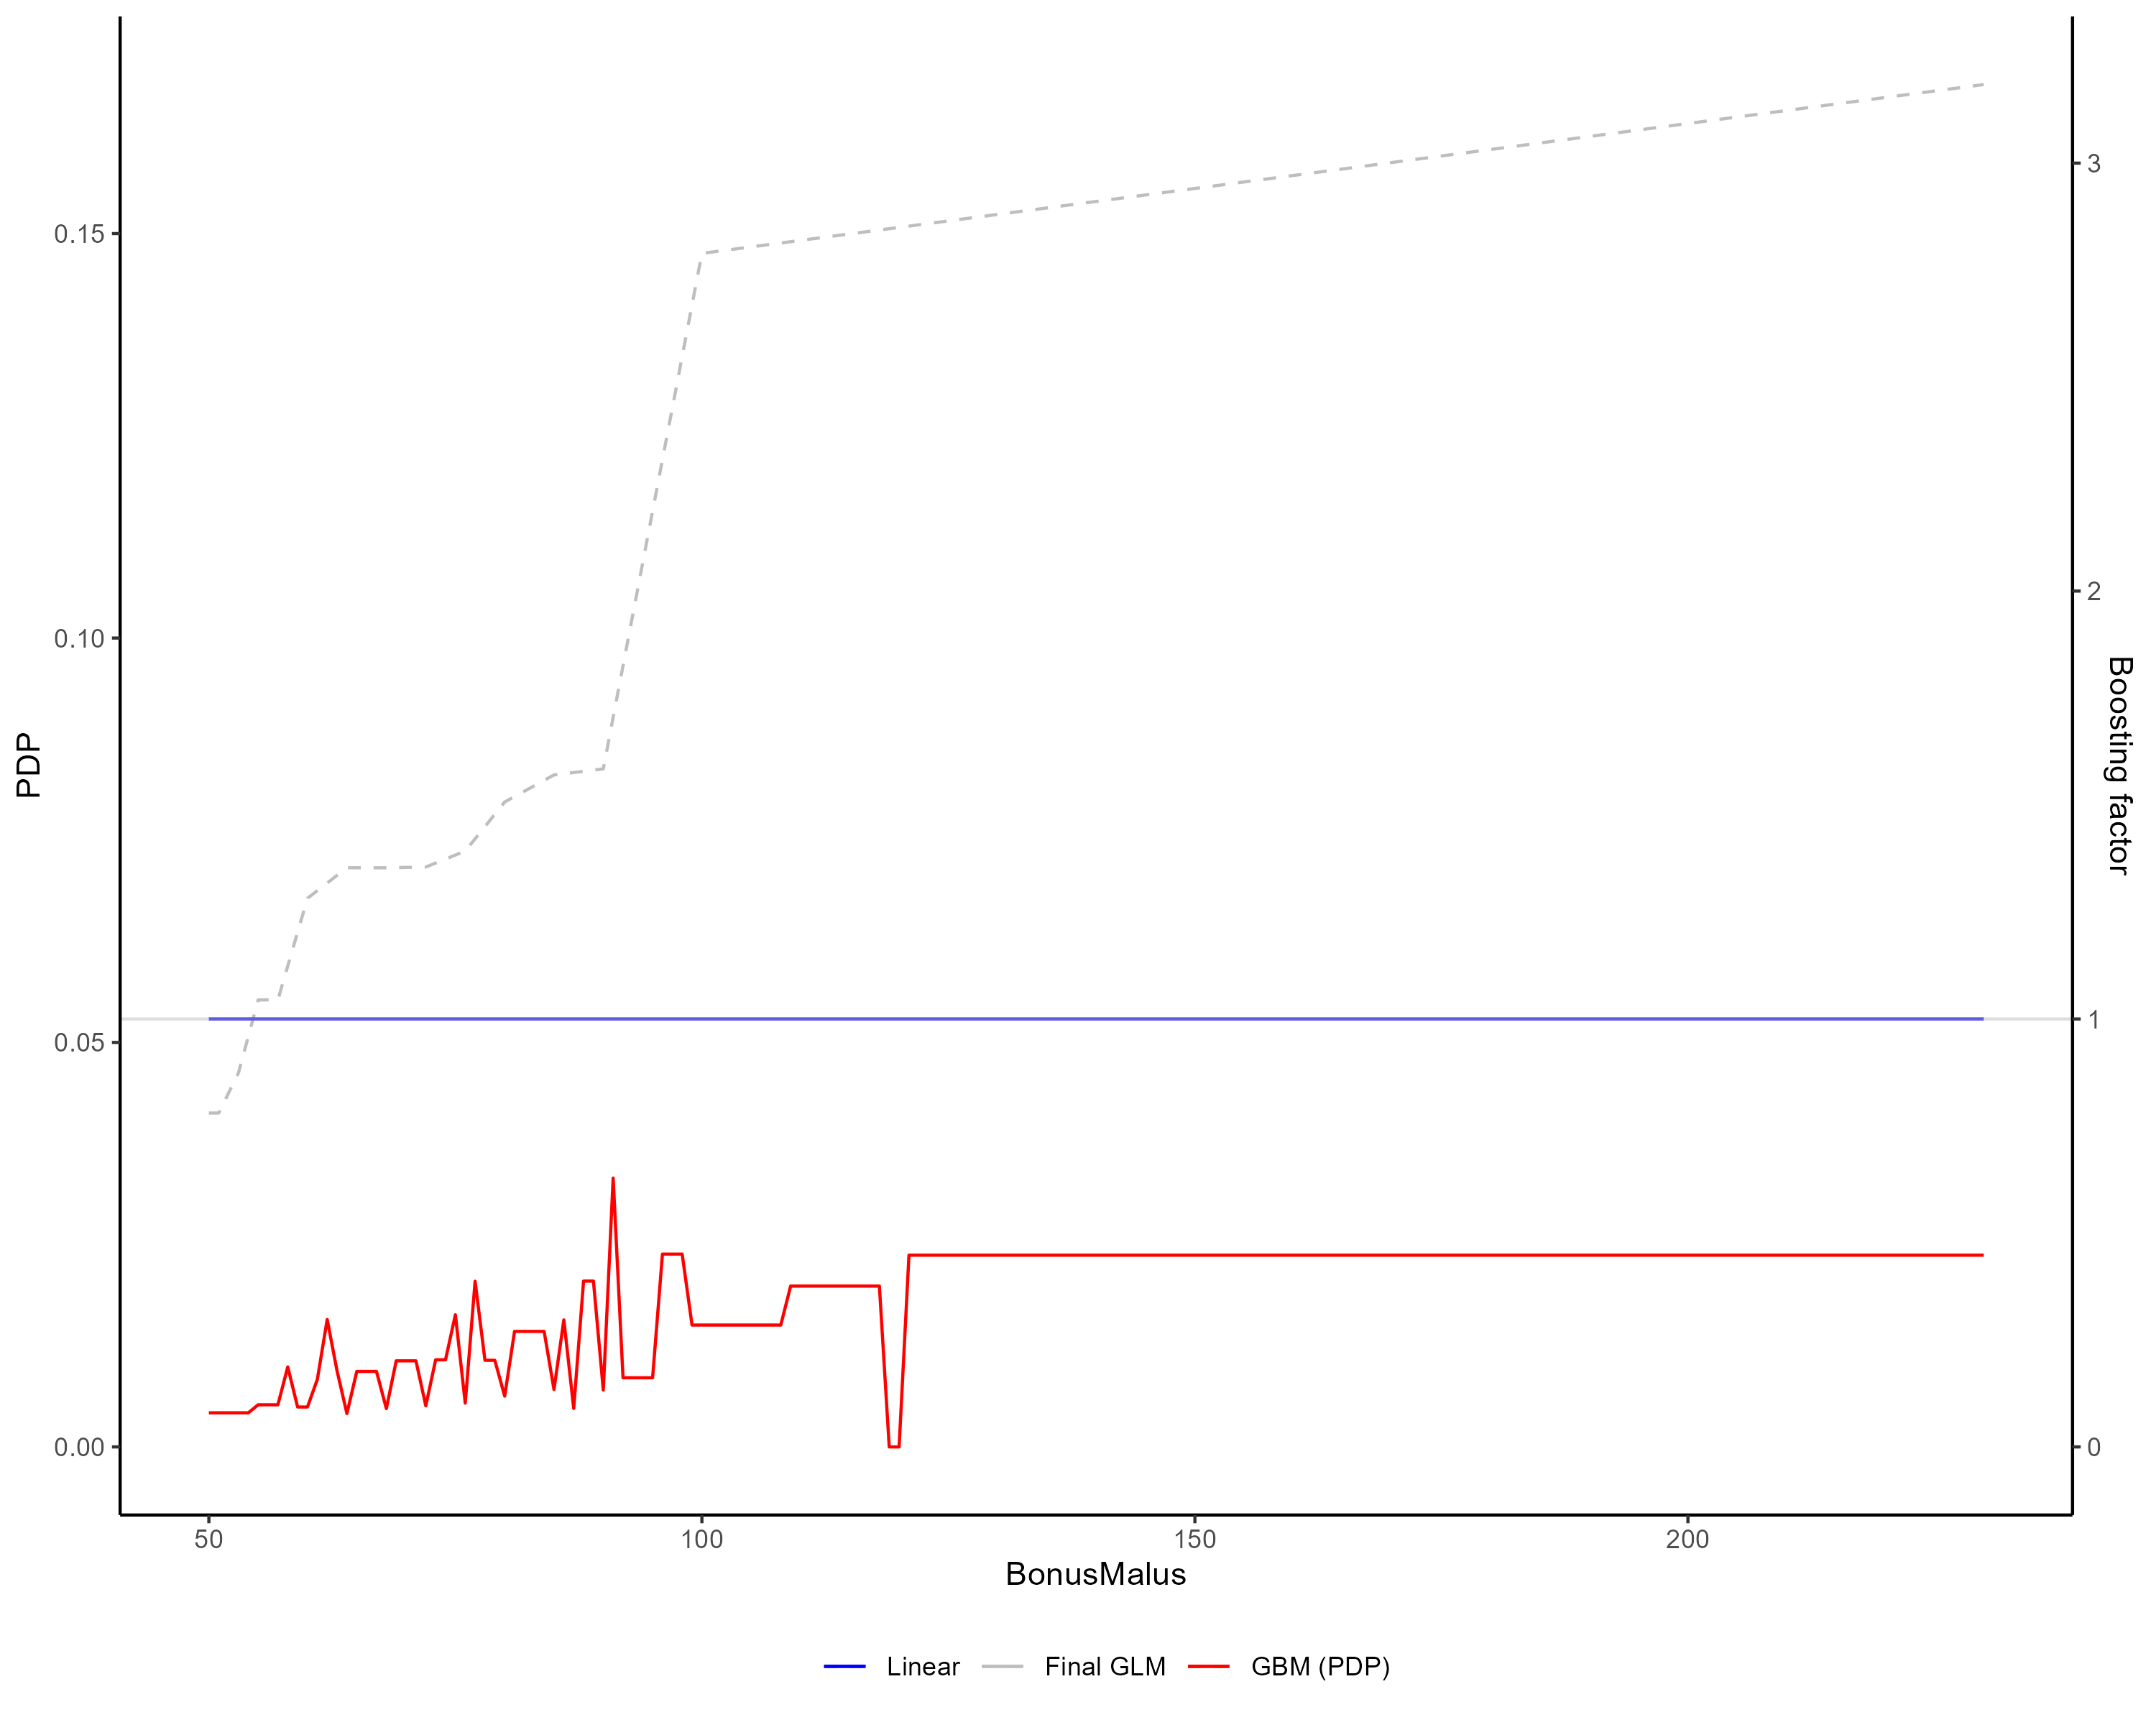 PDP
0.15
0.10
0.05
0.00
3
2
1
0
Boosting factor
50 100 150 200
BonusMalus
Linear Final GLM GBM (PDP)